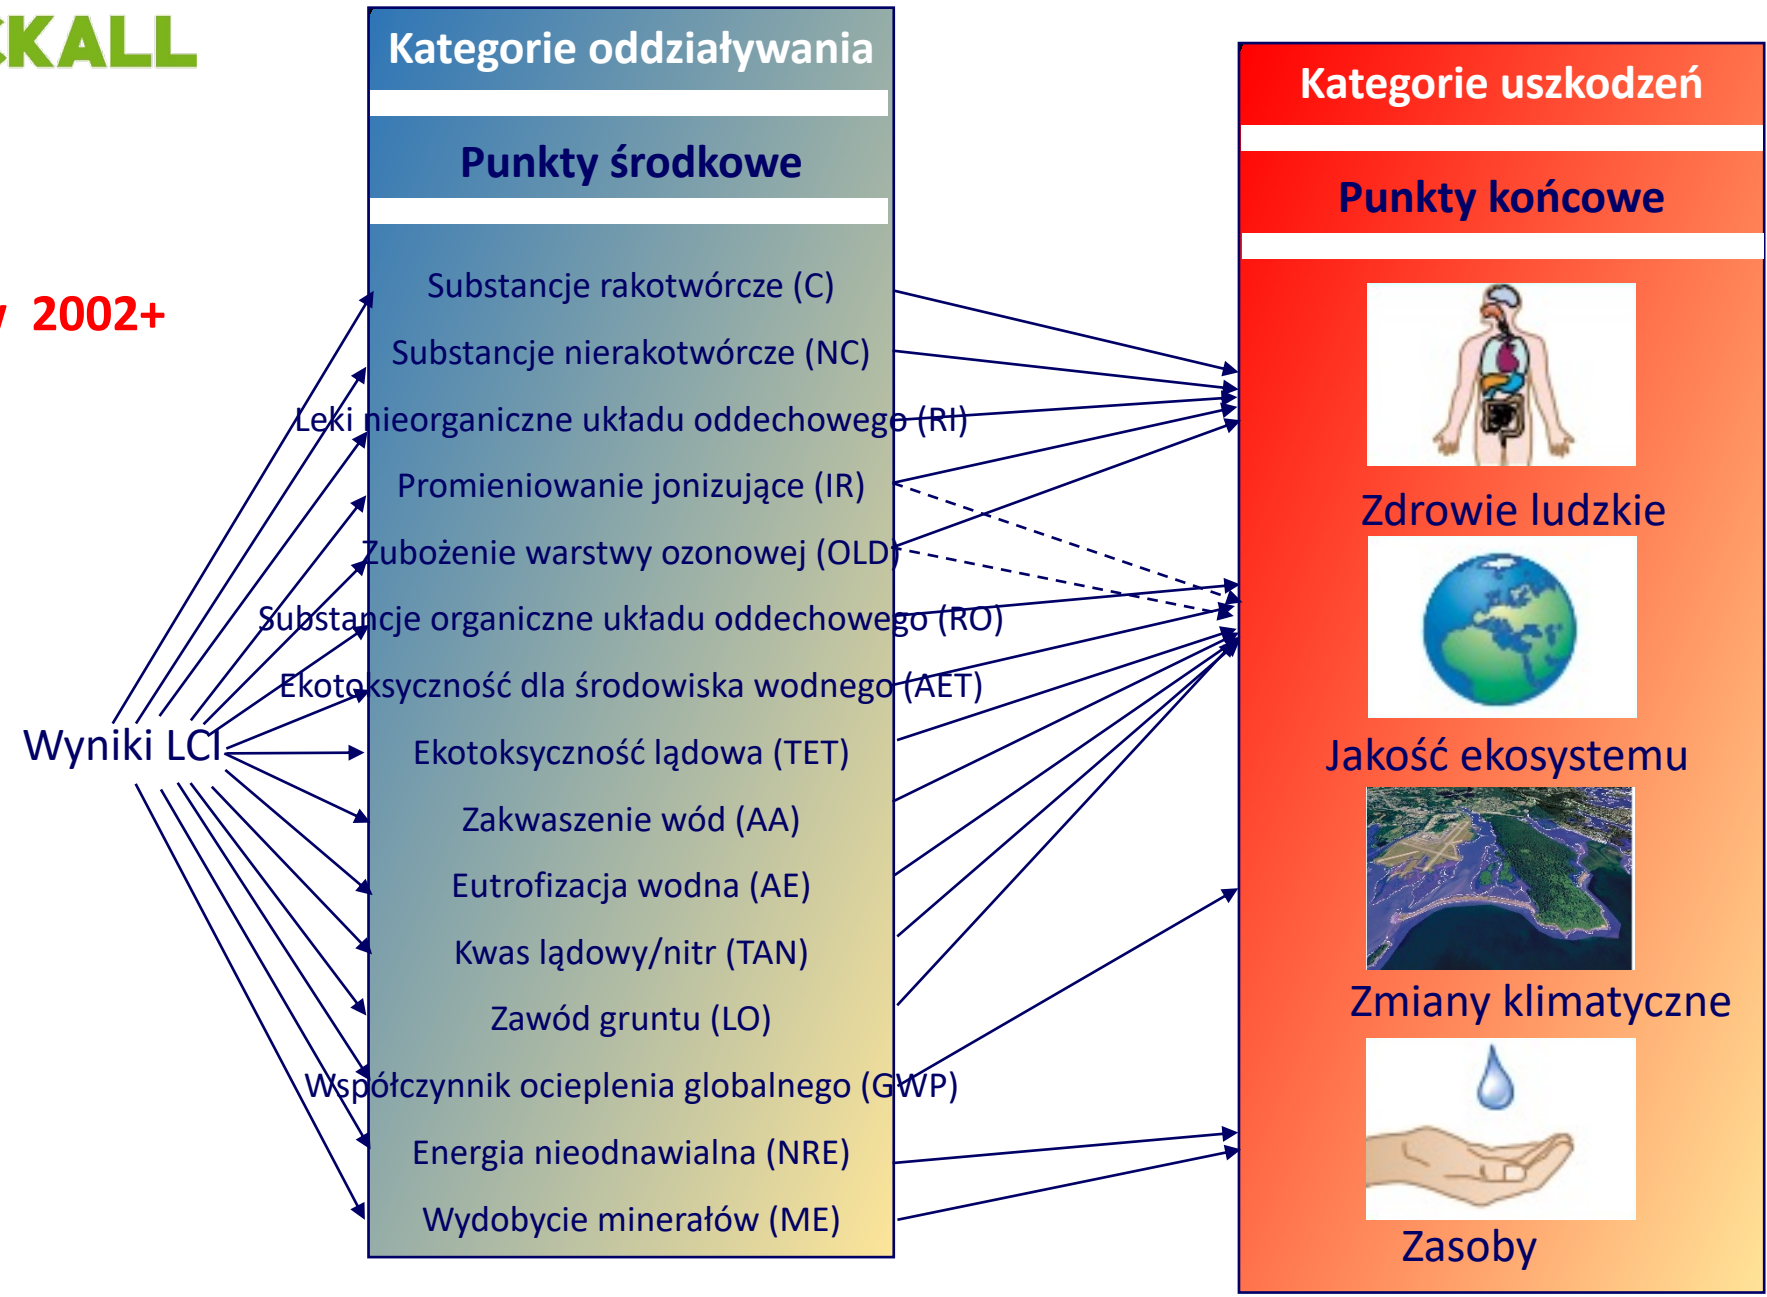 CKALL
2002+
Wyniki LCI
Kategorie oddziaływania
Punkty środkowe
Substancje rakotwórcze (C)
Substancje nierakotwórcze (NC)
Leki nieorganiczne układu oddechowego (RI)
Promieniowanie jonizujące (IR)
Zubożenie warstwy ozonowej (OLD)
Substancje organiczne układu oddechowego (RO)
Ekotoksyczność dla środowiska wodnego (AET)
Ekotoksyczność lądowa (TET)
Zakwaszenie wód (AA)
Eutrofizacja wodna (AE)
Kwas lądowy/nitr (TAN)
Zawód gruntu (LO)
Współczynnik ocieplenia globalnego (GWP)
Energia nieodnawialna (NRE)
Wydobycie minerałów (ME)
Kategorie uszkodzeń
Punkty końcowe
Zdrowie ludzkie
Jakość ekosystemu
Zmiany klimatyczne
Zasoby